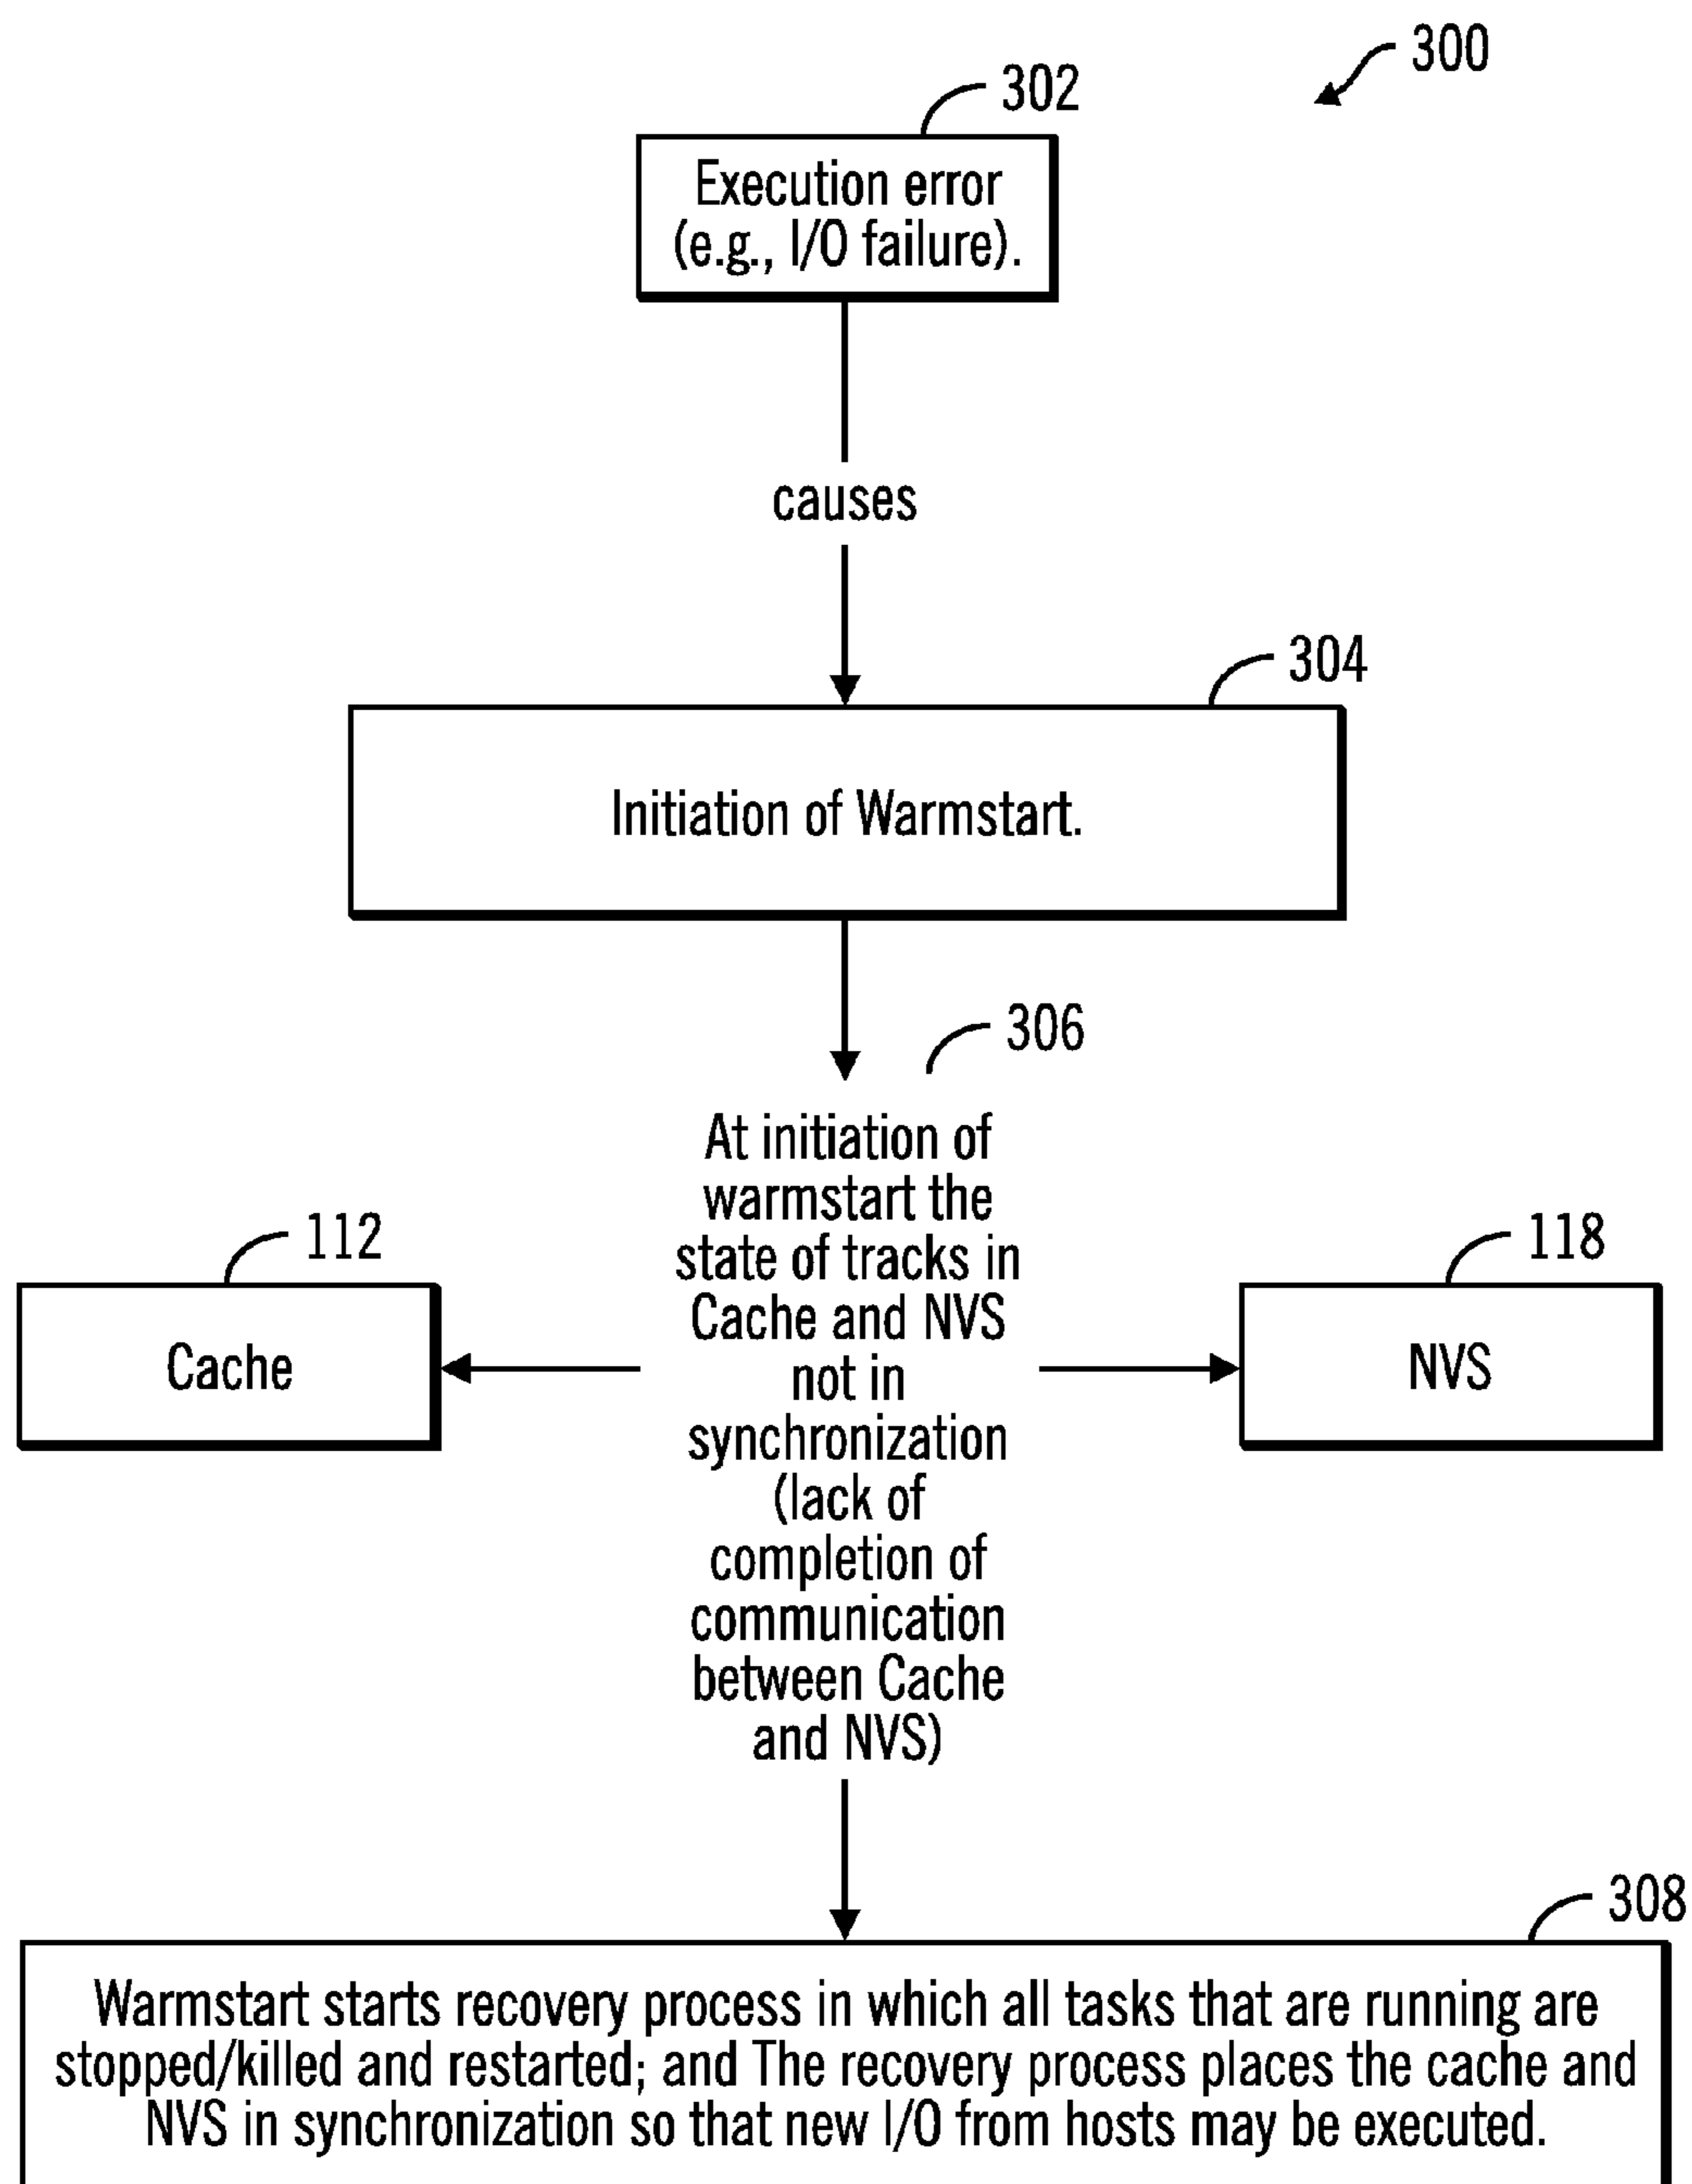 300
302
Execution error
(e.g., I/O failure).
causes
304
Initiation of Warmstart.
306
At initiation of
warmstart the
state of tracks in
Cache and NVS
not in
synchronization
(lack of
completion of
communication
between Cache
and NVS)
112
Cache
118
NVS
308
Warmstart starts recovery process in which all tasks that are running are
stopped/killed and restarted; and The recovery process places the cache and
NVS in synchronization so that new I/O from hosts may be executed.